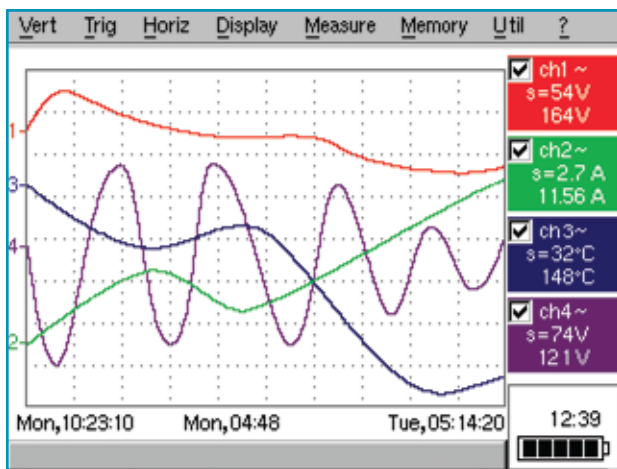 Vert Trig Horiz Display Measure Memory Util ?
ch1~
s=54V
164V
ch2~
s=2.7 A
11.56 A
ch3~
s=32°C
148°C
ch4~
s=74V
121V
1
3
4
2
Mon,10:23:10 Mon,04:48 Tue,05:14:20
12:39